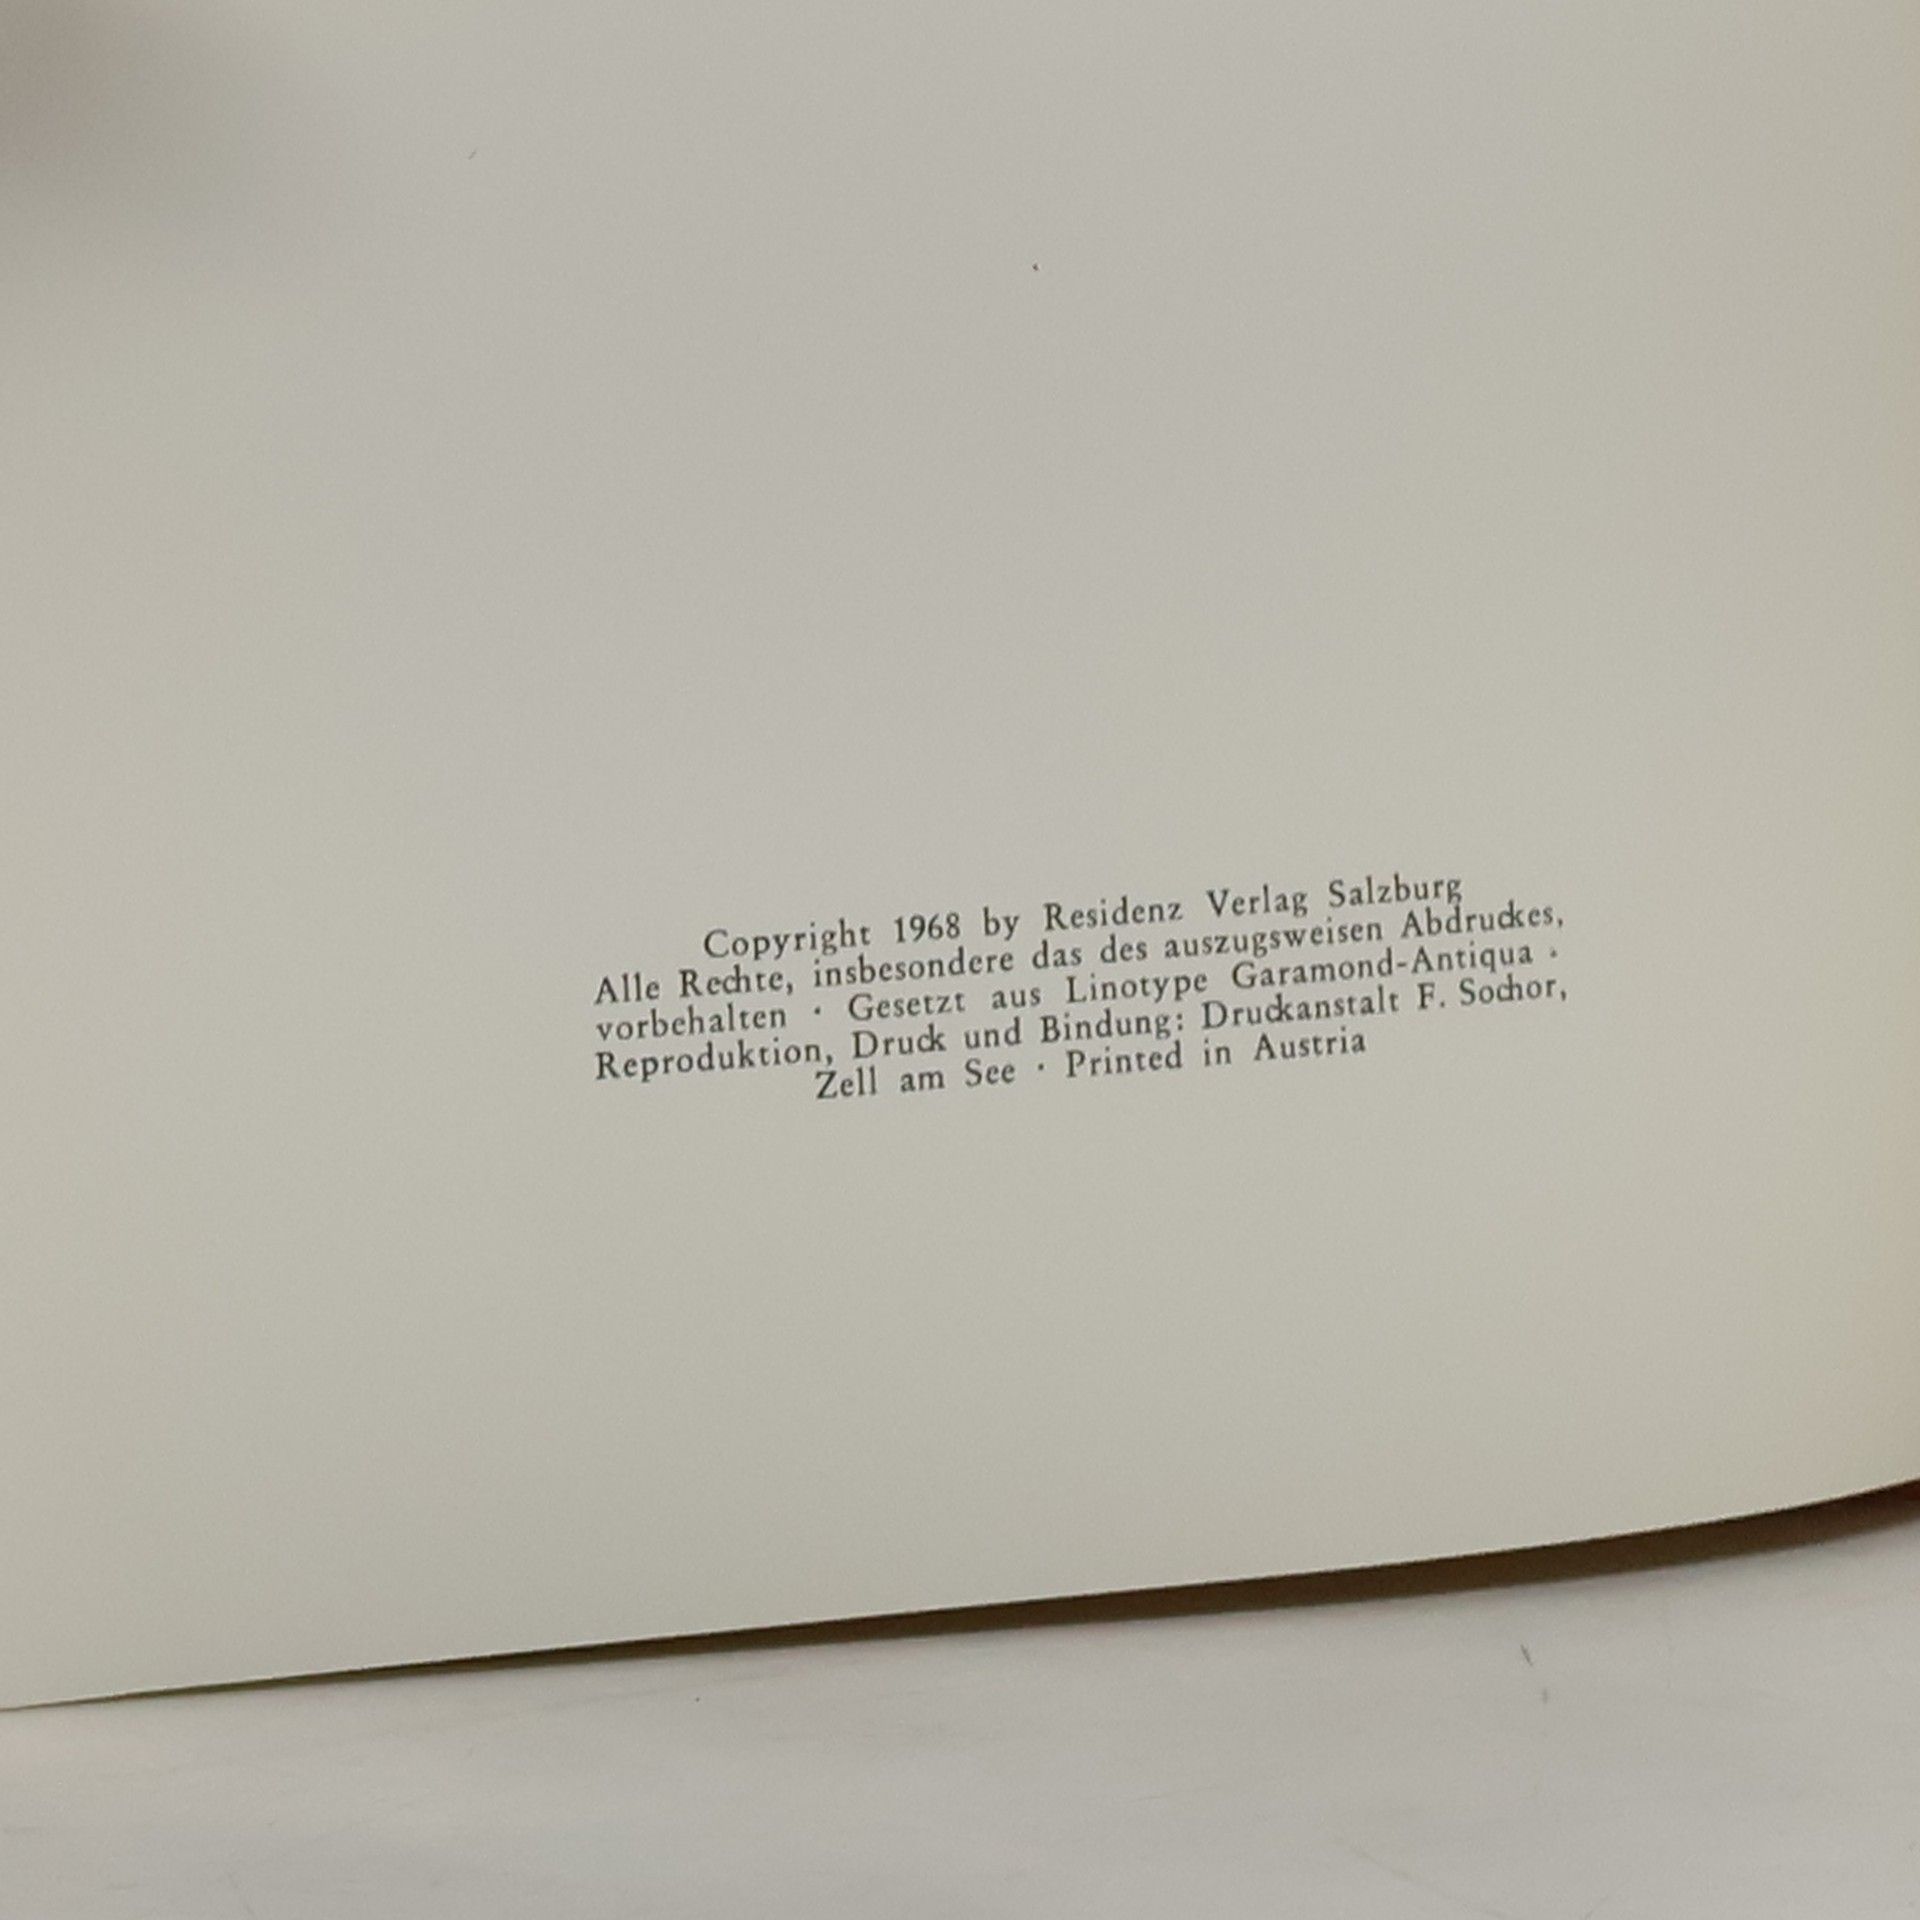 Copyright 1968 by Residenz Verlag Salzburg
Alle Rechte, insbesondere das des auszugsweisen Abdruckes,
vorbehalten · Gesetzt aus Linotype Garamond-Antiqua ·
Reproduktion, Druck und Bindung: Druckanstalt F. Sochor,
Zell am See · Printed in Austria